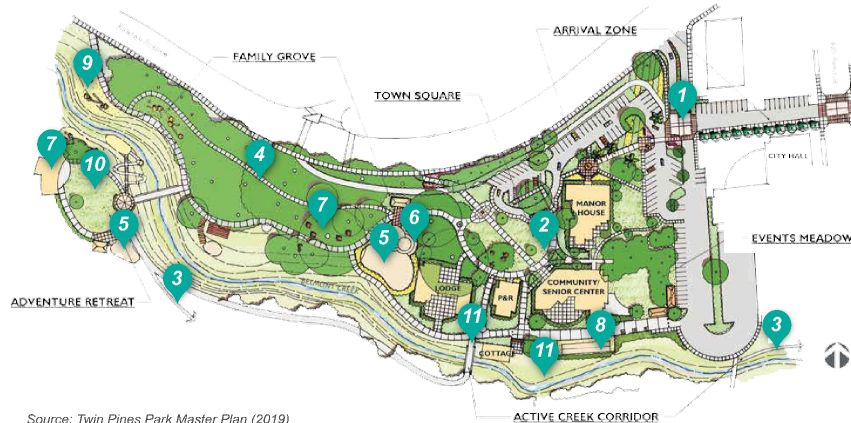 ARRIVAL ZONE
FAMILY GROVE
TOWN SQUARE
9
1
7
10
4
CITY HALL
7
6
MANOR
HOUSE
2
5
5
EVENTS MEADOW
3
BELMONT CREEK
LODGE
P&R
COMMUNITY/
SENIOR CENTER
ADVENTURE RETREAT
11
8
3
COTTAGE
11
ACTIVE CREEK CORRIDOR
Source: Twin Pines Park Master Plan (2019)